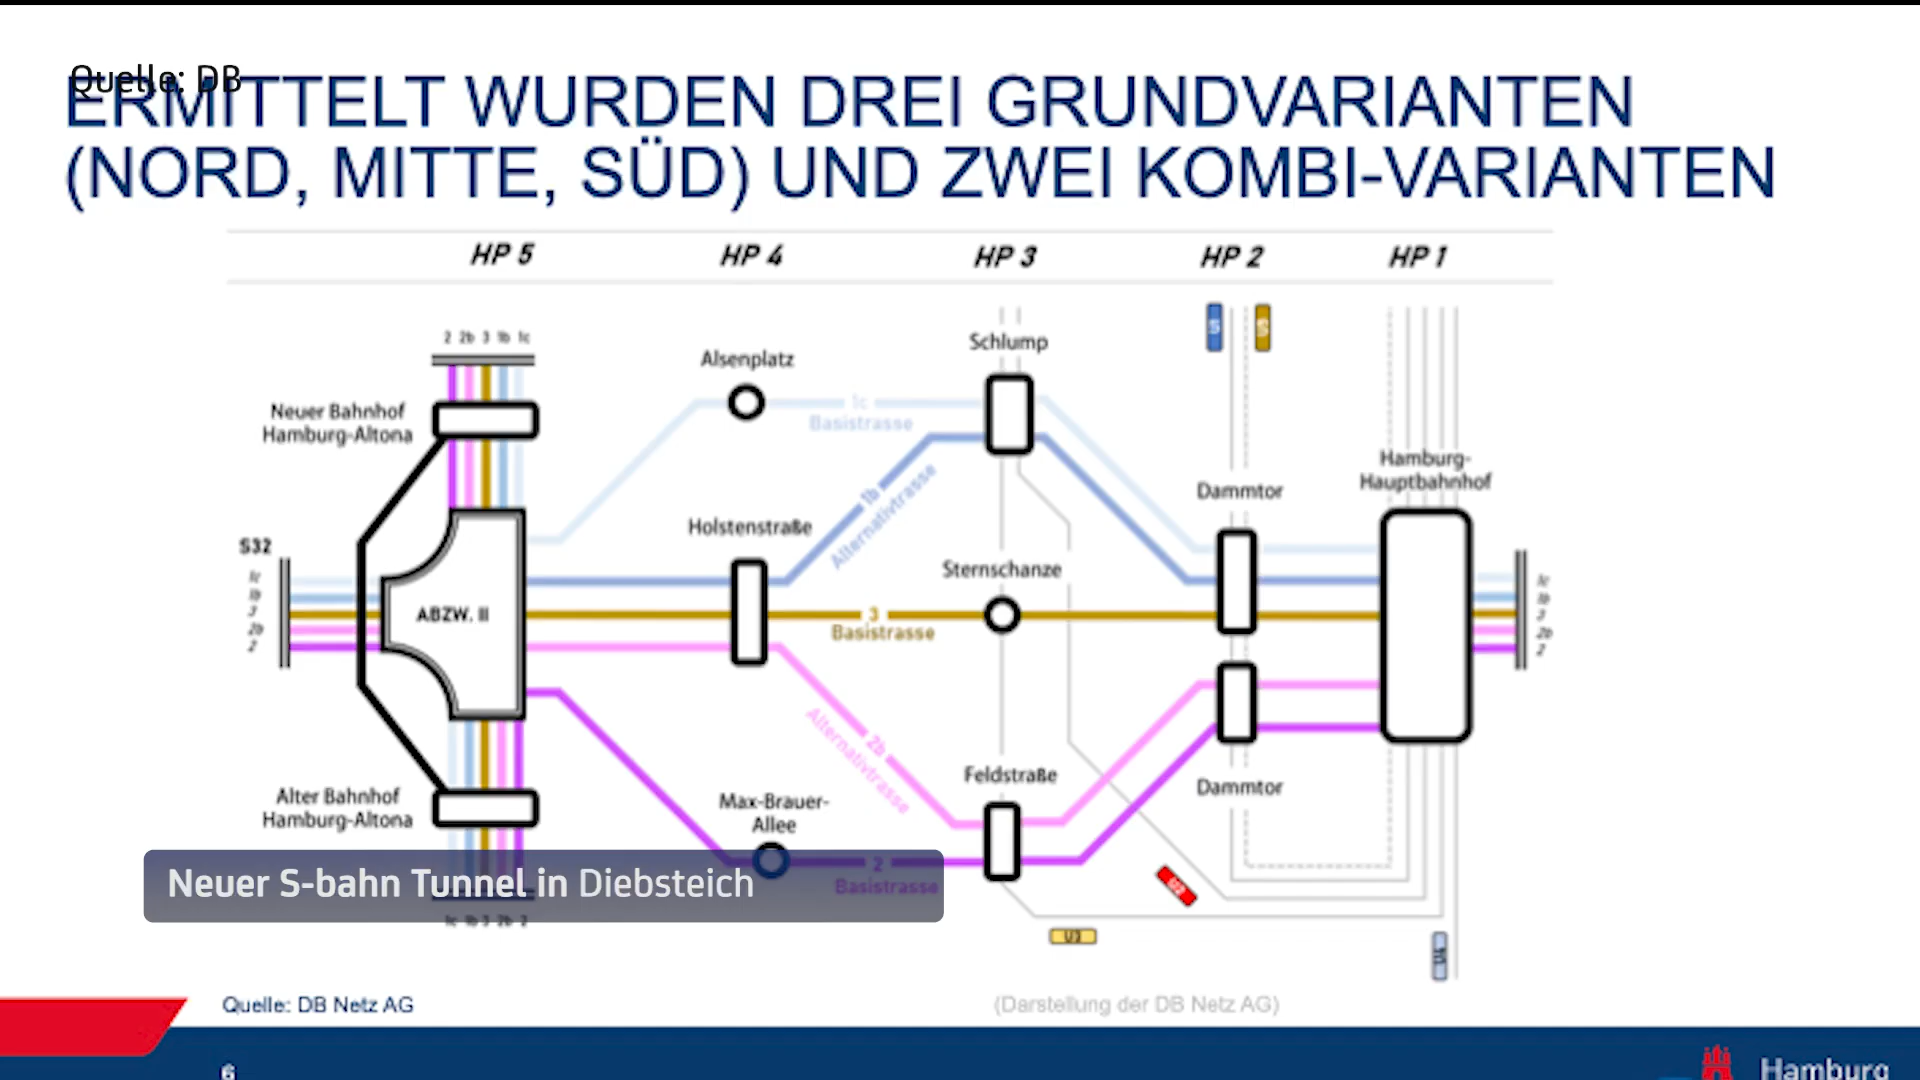 Quelle: DB
ERMITTELT WURDEN DREI GRUNDVARIANTEN
(NORD, MITTE, SÜD) UND ZWEI KOMBI-VARIANTEN
HP 5 HP 4 HP 3 HP 2 HP 1
2 2b 3 1b 1c
S S
Schlump
Alsenplatz
Neuer Bahnhof
Hamburg-Altona
1c
Basistrasse
Hamburg-
Hauptbahnhof
Dammtor
1b
Alternativtrasse
Holstenstraße
S32
Sternschanze
1c
1b
3
2b
2
ABZW. II
3
Basistrasse
1c
1b
3
2b
2
2b
Alternativtrasse
Feldstraße
Dammtor
Alter Bahnhof
Hamburg-Altona
Max-Brauer-
Allee
2
Basistrasse
Neuer S-bahn Tunnel in Diebsteich
1c 1b 3 2b 2
U2
U3
U1
Quelle: DB Netz AG
(Darstellung der DB Netz AG)
6
Hamburg